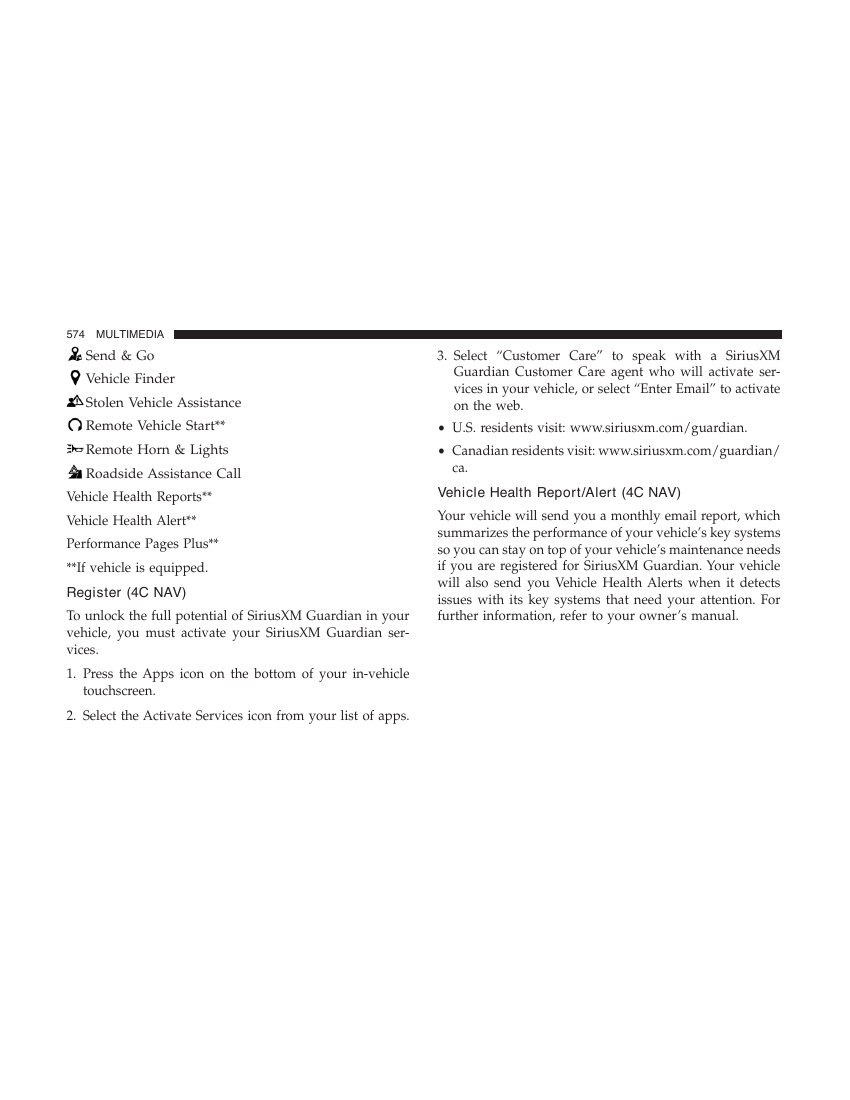 574 MULTIMEDIA
Send & Go
Vehicle Finder
Stolen Vehicle Assistance
Remote Vehicle Start**
Remote Horn & Lights
Roadside Assistance Call
Vehicle Health Reports**
Vehicle Health Alert**
Performance Pages Plus**
**If vehicle is equipped.
Register (4C NAV)
To unlock the full potential of SiriusXM Guardian in your
vehicle, you must activate your SiriusXM Guardian ser-
vices.
1. Press the Apps icon on the bottom of your in-vehicle
touchscreen.
2. Select the Activate Services icon from your list of apps.
3. Select “Customer Care” to speak with a SiriusXM
Guardian Customer Care agent who will activate ser-
vices in your vehicle, or select “Enter Email” to activate
on the web.
• U.S. residents visit: www.siriusxm.com/guardian.
• Canadian residents visit: www.siriusxm.com/guardian/
ca.
Vehicle Health Report/Alert (4C NAV)
Your vehicle will send you a monthly email report, which
summarizes the performance of your vehicle’s key systems
so you can stay on top of your vehicle’s maintenance needs
if you are registered for SiriusXM Guardian. Your vehicle
will also send you Vehicle Health Alerts when it detects
issues with its key systems that need your attention. For
further information, refer to your owner’s manual.